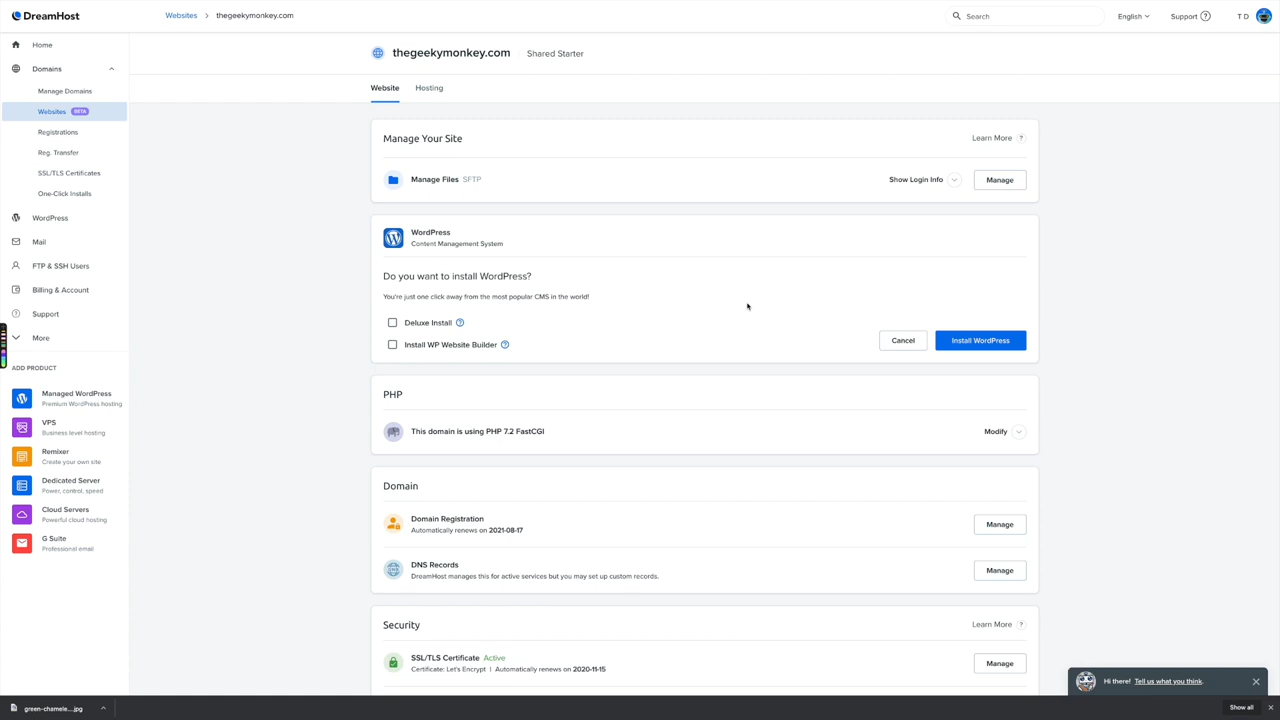 DreamHost
Websites > thegeekymonkey.com
Search
English
Support
T D
Home
Domains
Manage Domains
Websites BETA
Registrations
Reg. Transfer
SSL/TLS Certificates
One-Click Installs
WordPress
Mail
FTP & SSH Users
Billing & Account
Support
More
ADD PRODUCT
Managed WordPress
Premium WordPress hosting
VPS
Business level hosting
Remixer
Create your own site
Dedicated Server
Power, control, speed
Cloud Servers
Powerful cloud hosting
G Suite
Professional email
thegeekymonkey.com Shared Starter
Website Hosting
Manage Your Site
Learn More ?
Manage Files SFTP
Show Login Info
Manage
WordPress
Content Management System
Do you want to install WordPress?
You're just one click away from the most popular CMS in the world!
Deluxe Install ?
Install WP Website Builder ?
Cancel
Install WordPress
PHP
This domain is using PHP 7.2 FastCGI
Modify
Domain
Domain Registration
Automatically renews on 2021-08-17
Manage
DNS Records
DreamHost manages this for active services but you may set up custom records.
Manage
Security
Learn More ?
SSL/TLS Certificate Active
Certificate: Let's Encrypt | Automatically renews on 2020-11-15
Manage
Hi there! Tell us what you think.
green-chamele....jpg
Show all